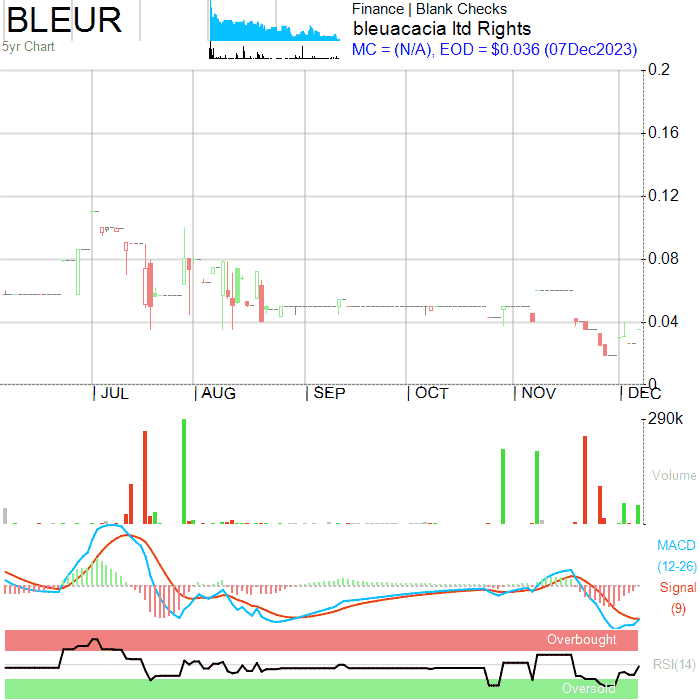 BLEUR
5yr Chart
Finance | Blank Checks
bleuacacia ltd Rights
MC = (N/A), EOD = $0.036 (07Dec2023)
0.2
0.16
0.12
0.08
0.04
0
JUL AUG SEP OCT NOV DEC
290k
Volume
MACD
(12-26)
Signal
(9)
Overbought
RSI(14)
Oversold